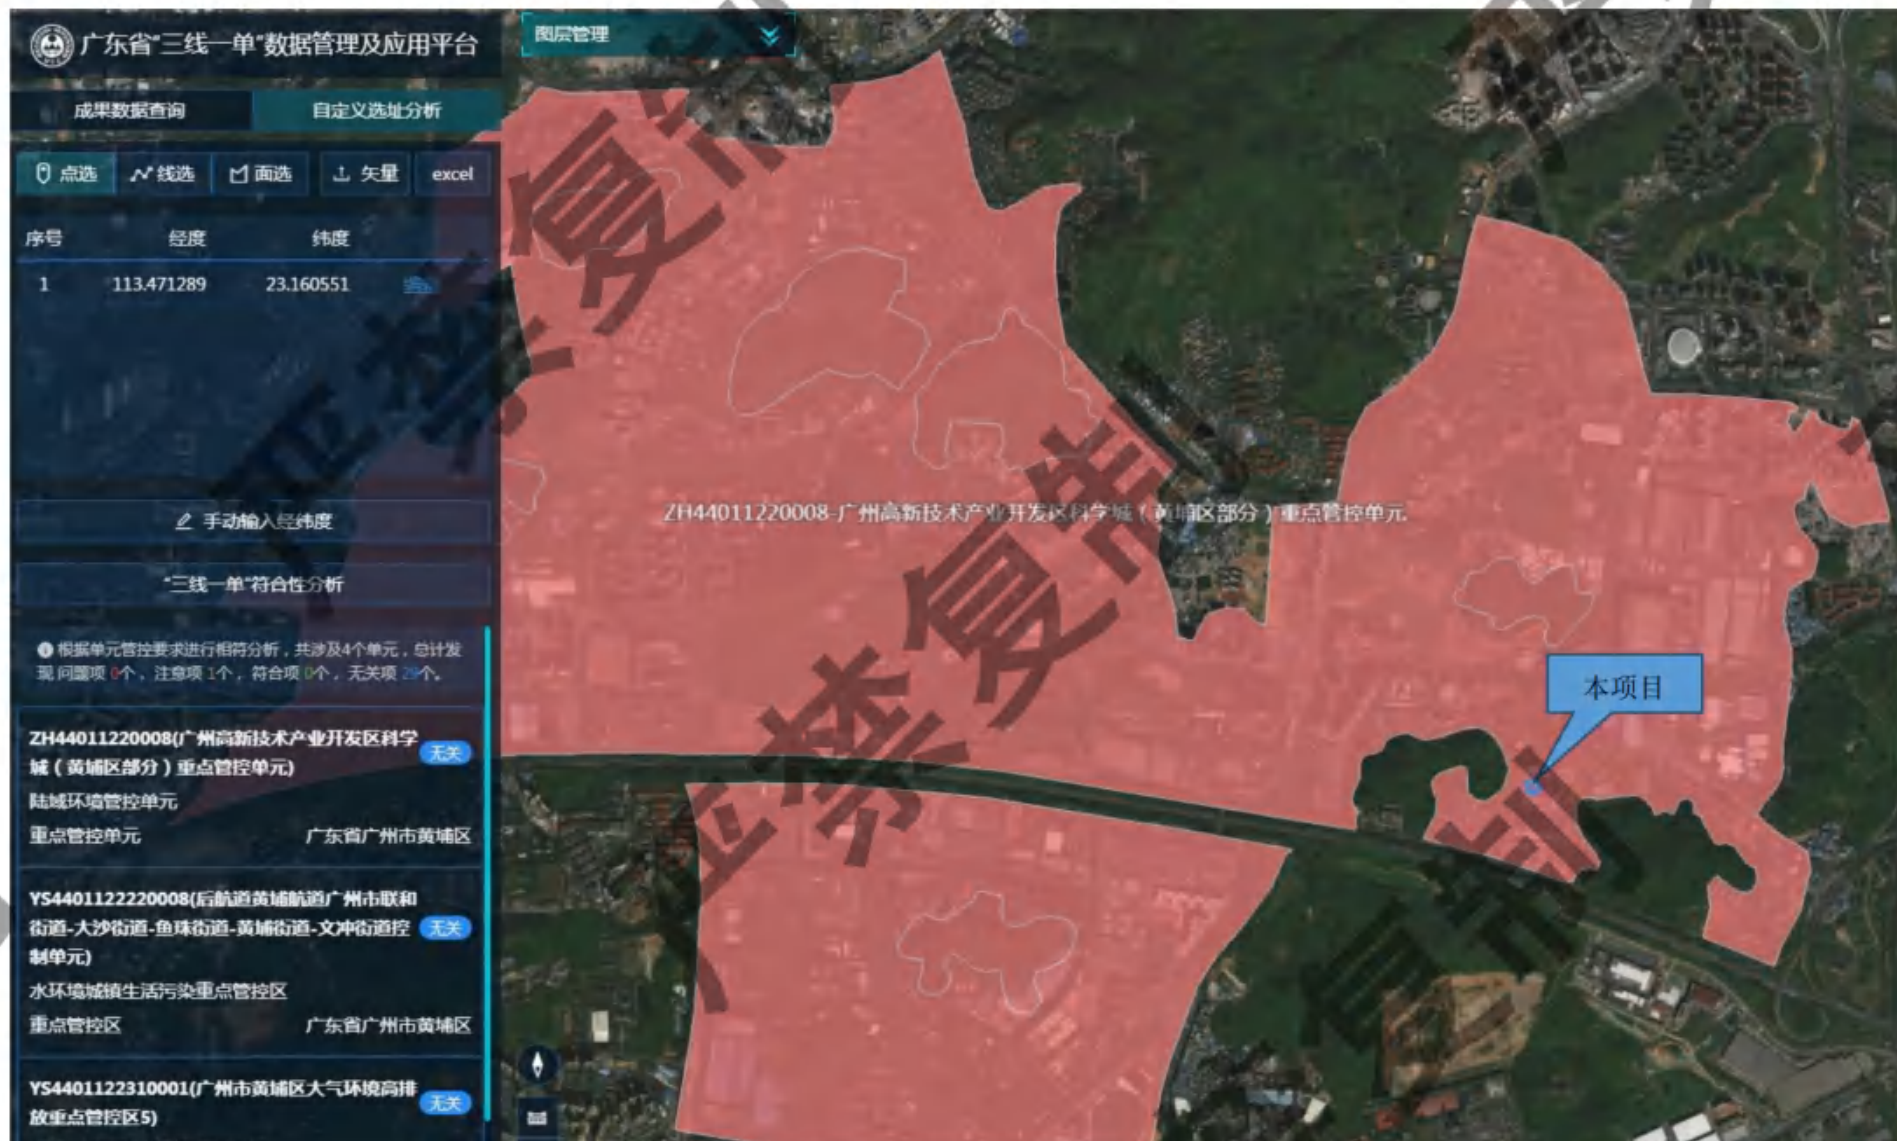 广东省"三线一单"数据管理及应用平台
图层管理
成果数据查询
自定义选址分析
点选
线选
面选
矢量
excel
序号 经度 纬度
1 113.471289 23.160551
手动输入经纬度
"三线一单"符合性分析
根据单元管控要求进行相符分析，共涉及4个单元，总计发
现问题项 0个，注意项 1个，符合项 0个，无关项 29个。
ZH44011220008(广州高新技术产业开发区科学
城（黄埔区部分）重点管控单元)
无关
陆域环境管控单元
重点管控单元 广东省广州市黄埔区
YS4401122220008(后航道黄埔航道广州市联和
街道-大沙街道-鱼珠街道-黄埔街道-文冲街道控
制单元)
无关
水环境城镇生活污染重点管控区
重点管控区 广东省广州市黄埔区
YS4401122310001(广州市黄埔区大气环境高排
放重点管控区5)
无关
ZH44011220008-广州高新技术产业开发区科学城（黄埔区部分）重点管控单元
本项目
严禁复制
严禁复制
复制